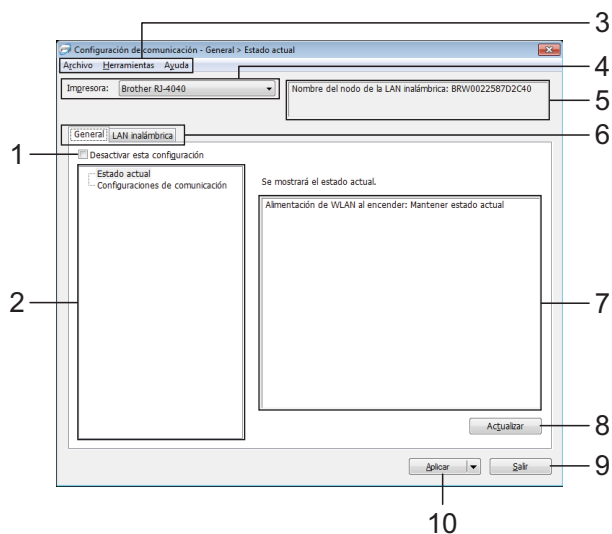 3
Configuración de comunicación - General > Estado actual
Archivo Herramientas Ayuda
4
Impresora: Brother RJ-4040
Nombre del nodo de la LAN inalámbrica: BRW0022587D2C40
5
General LAN inalámbrica
6
1
Desactivar esta configuración
Estado actual
Configuraciones de comunicación
Se mostrará el estado actual.
Alimentación de WLAN al encender: Mantener estado actual
2
7
Actualizar
8
Aplicar
Salir
9
10